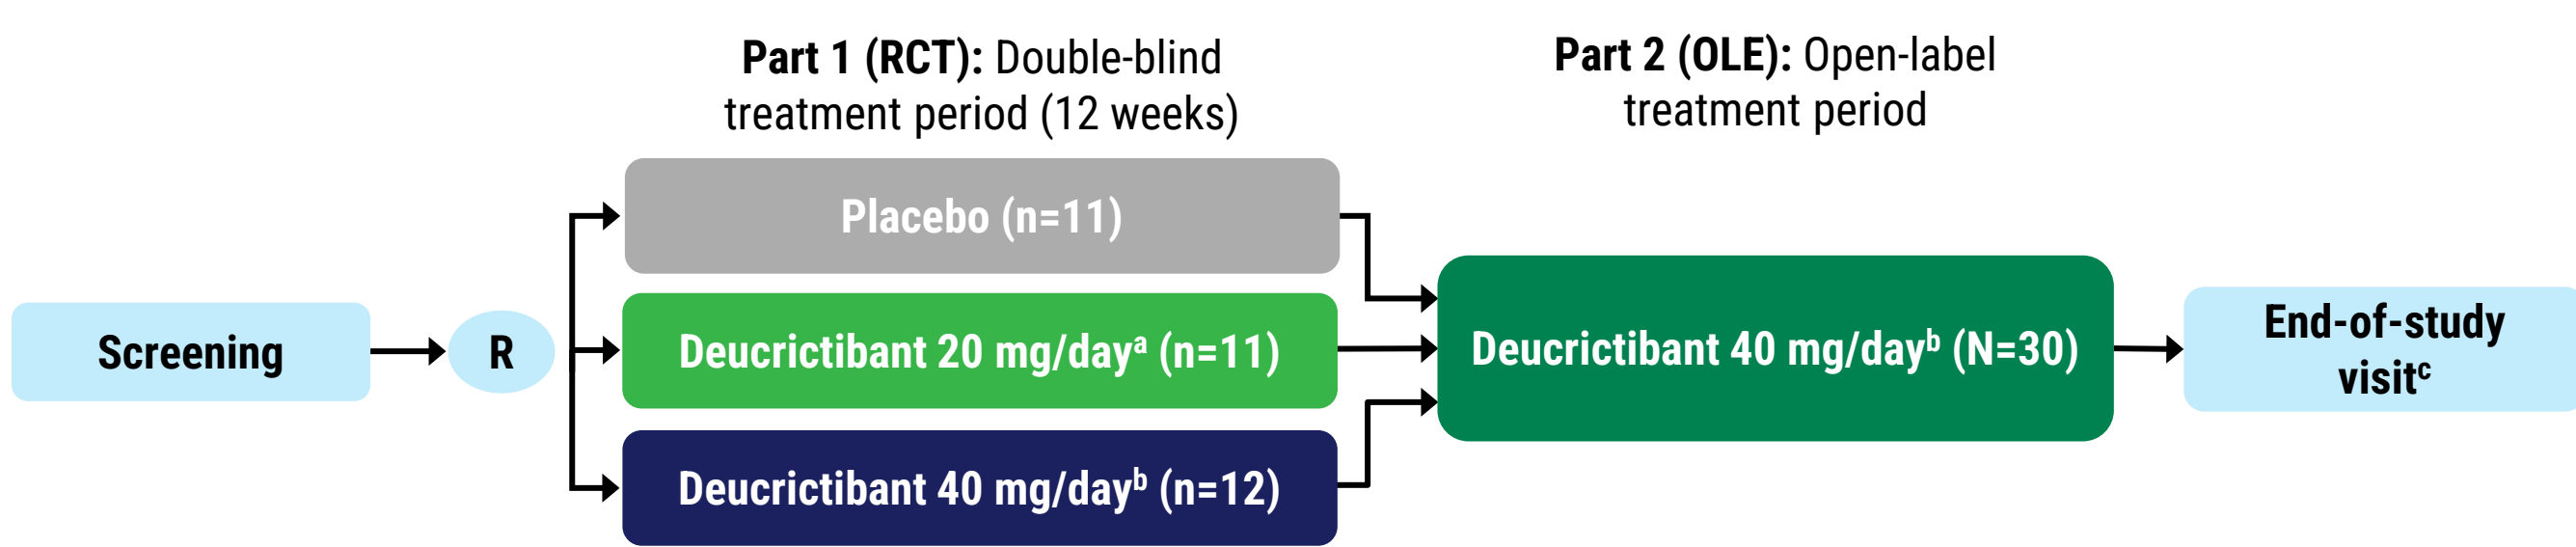 Part 1 (RCT): Double-blind
treatment period (12 weeks)
Part 2 (OLE): Open-label
treatment period
Screening
R
Placebo (n=11)
Deucrictibant 20 mg/dayᵃ (n=11)
Deucrictibant 40 mg/dayᵇ (n=12)
Deucrictibant 40 mg/dayᵇ (N=30)
End-of-study
visitᶜ